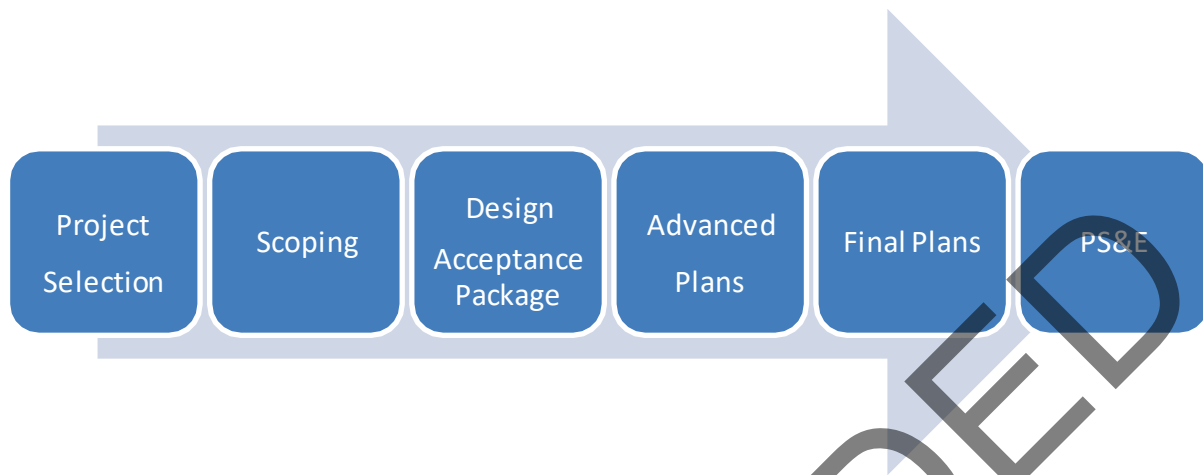 Project
Selection
Scoping
Design
Acceptance
Package
Advanced
Plans
Final Plans
PS&E